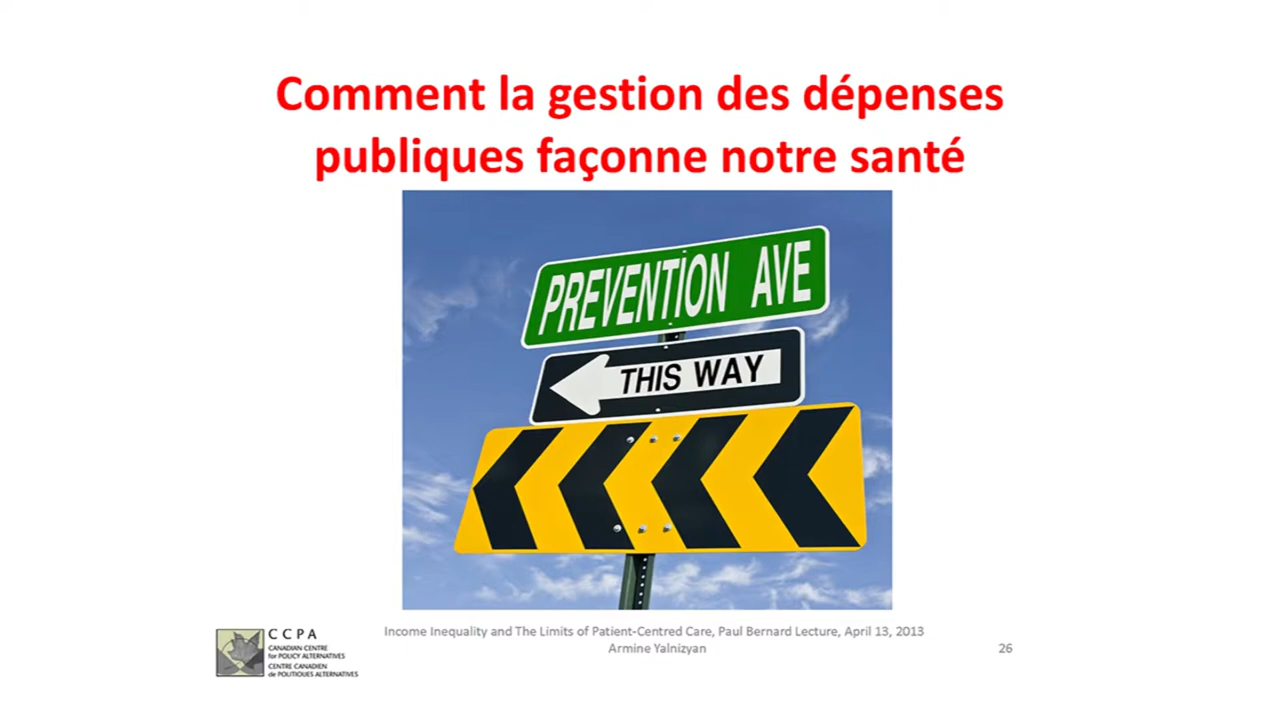 Comment la gestion des dépenses
publiques façonne notre santé
PREVENTION AVE
THIS WAY
CCPA
CANADIAN CENTRE
for POLICY ALTERNATIVES
CENTRE CANADIEN
de POLITIQUES ALTERNATIVES
Income Inequality and The Limits of Patient-Centred Care, Paul Bernard Lecture, April 13, 2013
Armine Yalnizyan
26